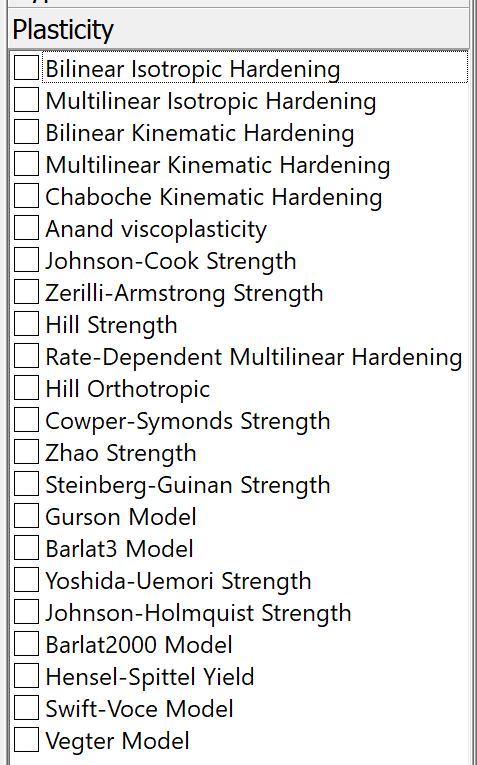 Plasticity
Bilinear Isotropic Hardening
Multilinear Isotropic Hardening
Bilinear Kinematic Hardening
Multilinear Kinematic Hardening
Chaboche Kinematic Hardening
Anand viscoplasticity
Johnson-Cook Strength
Zerilli-Armstrong Strength
Hill Strength
Rate-Dependent Multilinear Hardening
Hill Orthotropic
Cowper-Symonds Strength
Zhao Strength
Steinberg-Guinan Strength
Gurson Model
Barlat3 Model
Yoshida-Uemori Strength
Johnson-Holmquist Strength
Barlat2000 Model
Hensel-Spittel Yield
Swift-Voce Model
Vegter Model